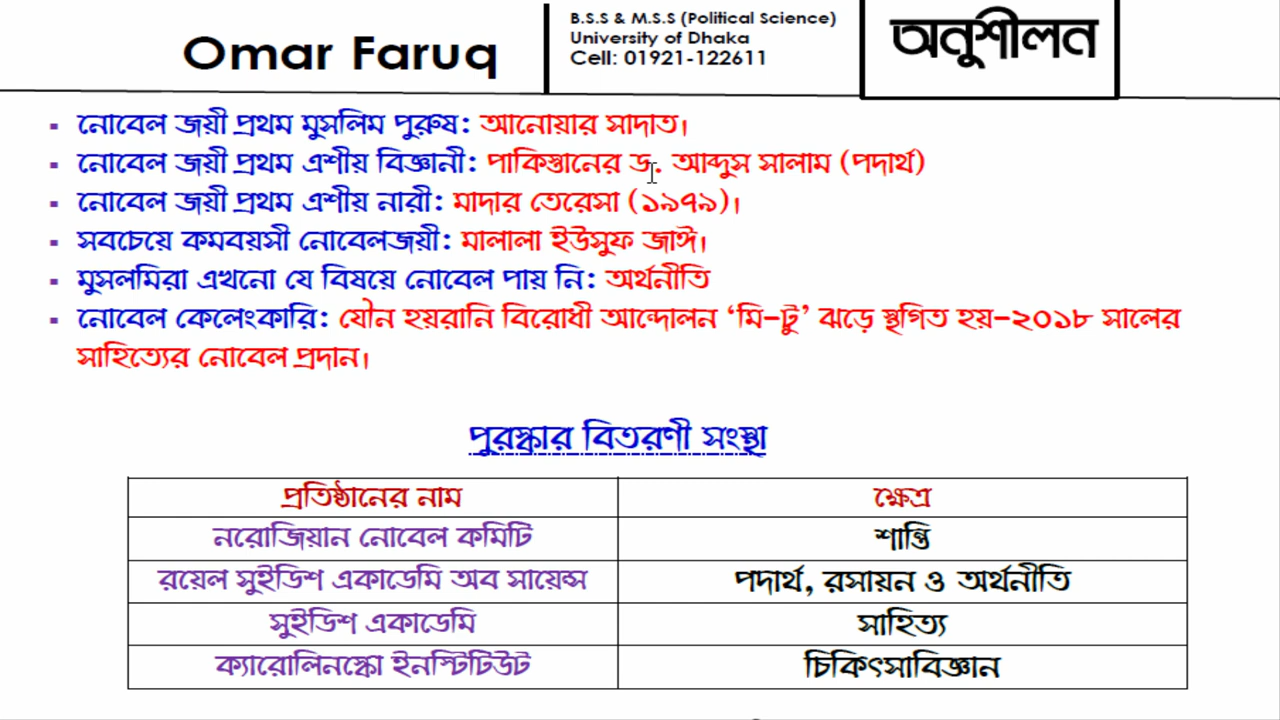 Omar Faruq
B.S.S & M.S.S (Political Science)
University of Dhaka
Cell: 01921-122611
অনুশীলন
▪ নোবেল জয়ী প্রথম মুসলিম পুরুষ: আনোয়ার সাদাত।
▪ নোবেল জয়ী প্রথম এশীয় বিজ্ঞানী: পাকিস্তানের ড. আব্দুস সালাম (পদার্থ)
▪ নোবেল জয়ী প্রথম এশীয় নারী: মাদার তেরেসা (১৯৭৯)।
▪ সবচেয়ে কমবয়সী নোবেলজয়ী: মালালা ইউসুফ জাঈ।
▪ মুসলমিরা এখনো যে বিষয়ে নোবেল পায় নি: অর্থনীতি
▪ নোবেল কেলেংকারি: যৌন হয়রানি বিরোধী আন্দোলন ‘মি-টু’ ঝড়ে স্থগিত হয়-২০১৮ সালের
সাহিত্যের নোবেল প্রদান।
পুরস্কার বিতরণী সংস্থা
প্রতিষ্ঠানের নাম ক্ষেত্র
নরোজিয়ান নোবেল কমিটি শান্তি
রয়েল সুইডিশ একাডেমি অব সায়েন্স পদার্থ, রসায়ন ও অর্থনীতি
সুইডিশ একাডেমি সাহিত্য
ক্যারোলিনস্কো ইনস্টিটিউট চিকিৎসাবিজ্ঞান